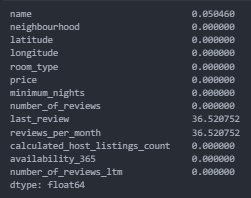 name 0.050460
neighbourhood 0.000000
latitude 0.000000
longitude 0.000000
room_type 0.000000
price 0.000000
minimum_nights 0.000000
number_of_reviews 0.000000
last_review 36.520752
reviews_per_month 36.520752
calculated_host_listings_count 0.000000
availability_365 0.000000
number_of_reviews_ltm 0.000000
dtype: float64